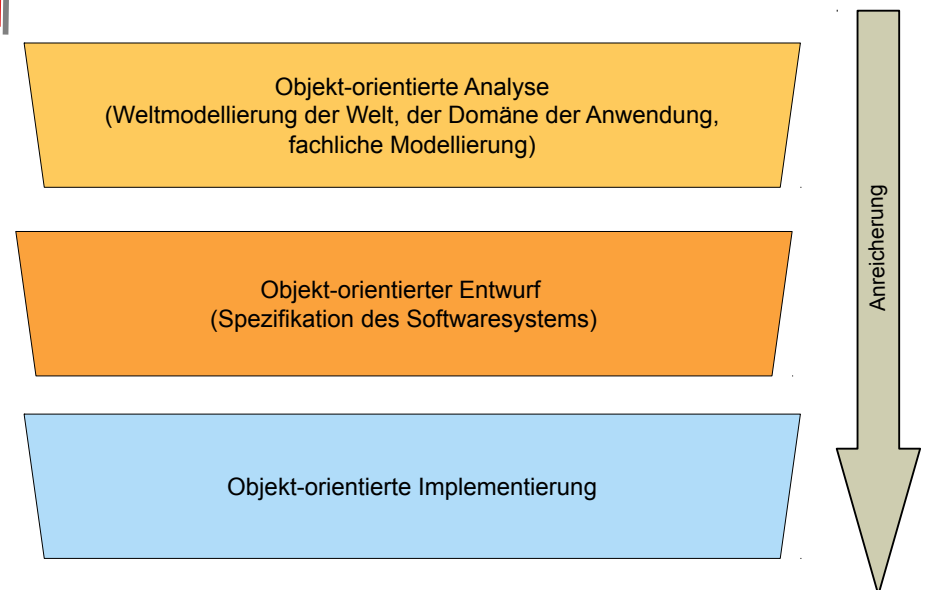 Objekt-orientierte Analyse
(Weltmodellierung der Welt, der Domäne der Anwendung,
fachliche Modellierung)
Objekt-orientierter Entwurf
(Spezifikation des Softwaresystems)
Objekt-orientierte Implementierung
Anreicherung